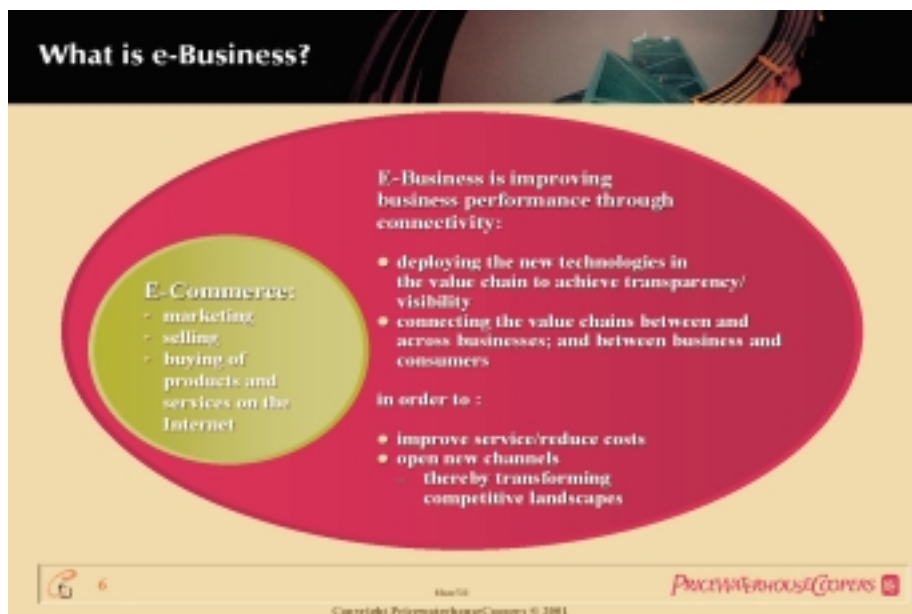 What is e-Business?
E-Business is improving
business performance through
connectivity:
• deploying the new technologies in
the value chain to achieve transparency/
visibility
• connecting the value chains between and
across businesses; and between business and
consumers
in order to :
• improve service/reduce costs
• open new channels
– thereby transforming
competitive landscapes
E-Commerce:
- marketing
- selling
- buying of
products and
services on the
Internet
6
PRICEWATERHOUSECOOPERS
Copyright PricewaterhouseCoopers © 2001